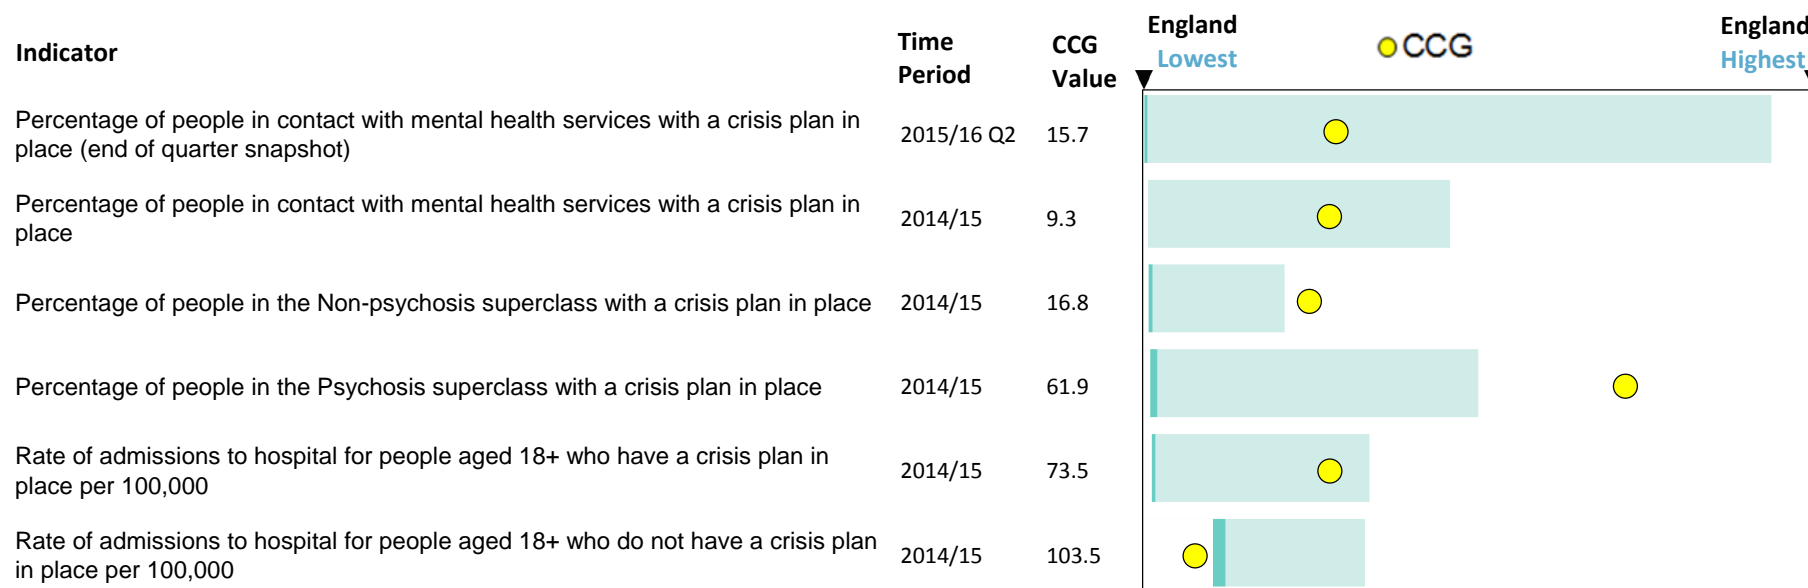 Indicator
Time
Period
CCG
Value
England
Lowest
CCG
England
Highest
Percentage of people in contact with mental health services with a crisis plan in
place (end of quarter snapshot)
2015/16 Q2
15.7
Percentage of people in contact with mental health services with a crisis plan in
place
2014/15
9.3
Percentage of people in the Non-psychosis superclass with a crisis plan in place
2014/15
16.8
Percentage of people in the Psychosis superclass with a crisis plan in place
2014/15
61.9
Rate of admissions to hospital for people aged 18+ who have a crisis plan in
place per 100,000
2014/15
73.5
Rate of admissions to hospital for people aged 18+ who do not have a crisis plan
in place per 100,000
2014/15
103.5